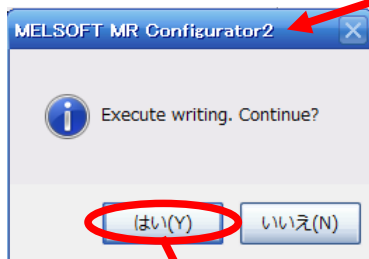 MELSOFT MR Configurator2
Execute writing. Continue?
はい(Y)
いいえ(N)